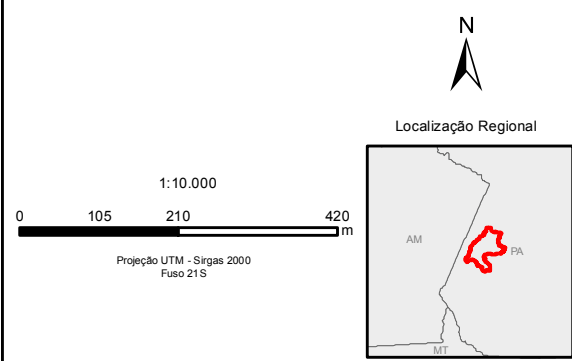 N
Localização Regional
1:10.000
0 105 210 420
m
Projeção UTM - Sirgas 2000
Fuso 21S
AM
PA
MT